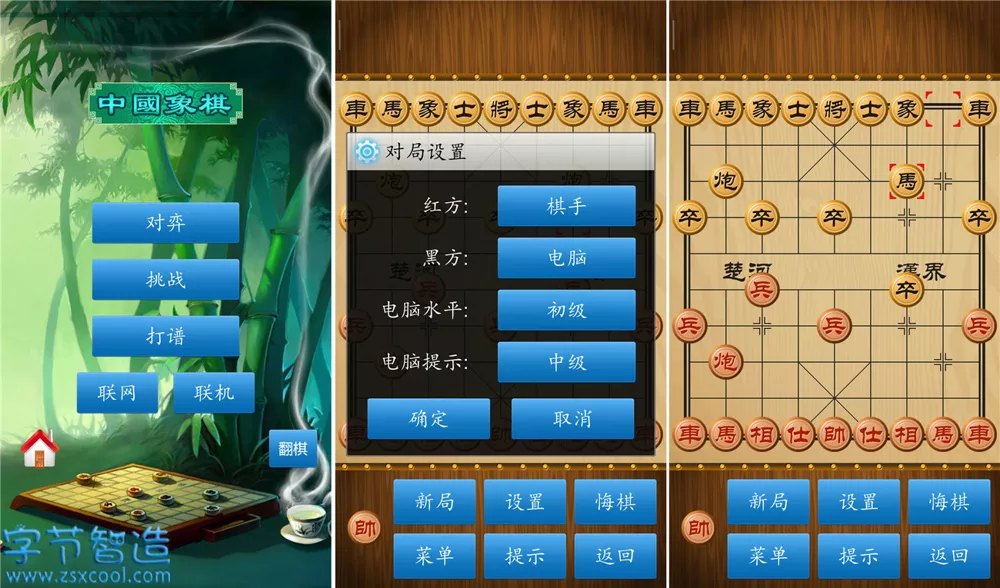 中國象棋
对弈
挑战
打谱
联网 联机
翻棋
字节智造
www.zsxcool.com
車 馬 象 士 將 士 象 馬 車
对局设置
红方: 棋手
黑方: 电脑
电脑水平: 初级
电脑提示: 中级
确定 取消
新局 设置 悔棋
帥
菜单 提示 返回
車 馬 象 士 將 士 象 車
炮 馬
卒 卒 卒 卒
楚河 漢界
兵 卒
兵 兵 兵
炮
車 馬 相 仕 帥 仕 相 馬 車
新局 设置 悔棋
帥
菜单 提示 返回